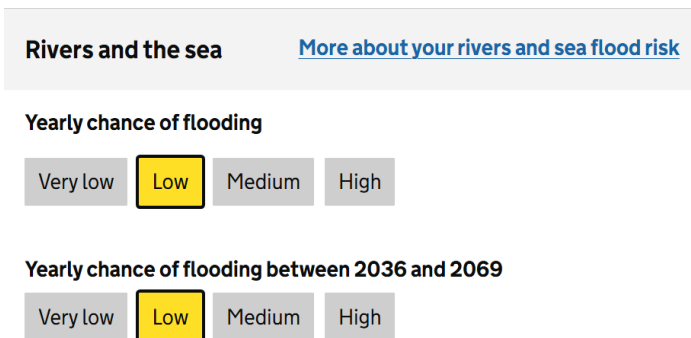 Rivers and the sea More about your rivers and sea flood risk
Yearly chance of flooding
Very low Low Medium High
Yearly chance of flooding between 2036 and 2069
Very low Low Medium High